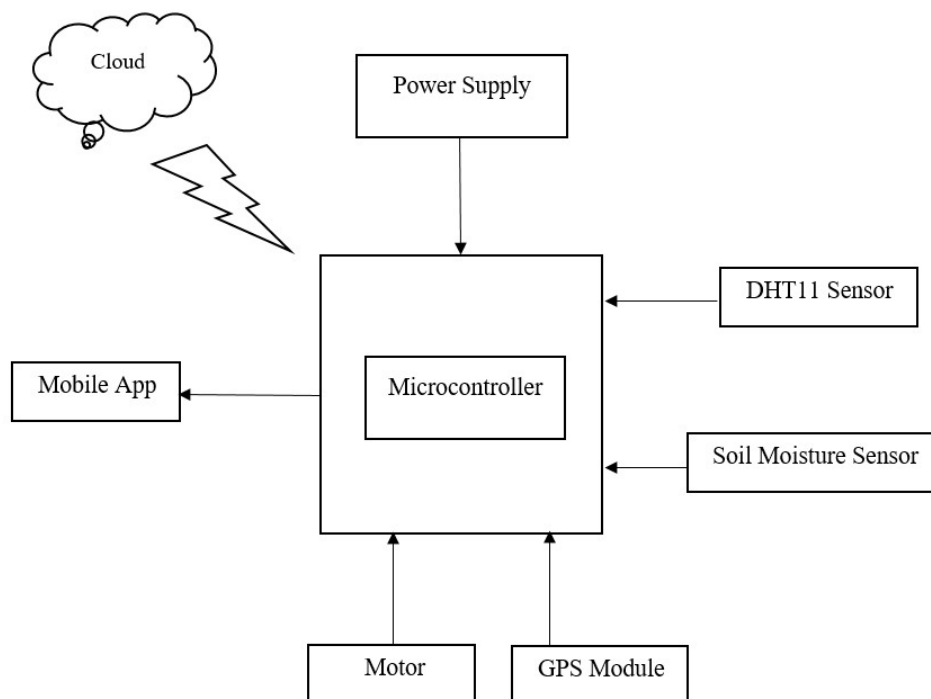 Cloud
Power Supply
DHT11 Sensor
Mobile App
Microcontroller
Soil Moisture Sensor
Motor
GPS Module